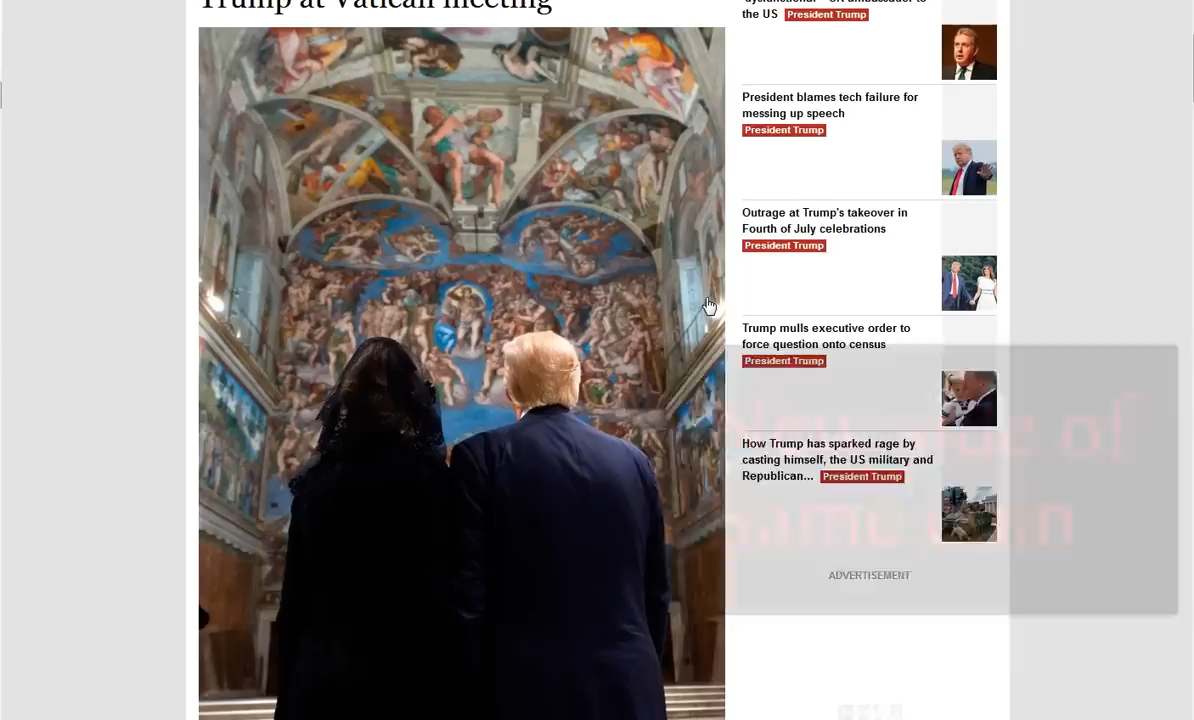 Trump at Vatican meeting
the US President Trump
President blames tech failure for
messing up speech
President Trump
Outrage at Trump's takeover in
Fourth of July celebrations
President Trump
Trump mulls executive order to
force question onto census
President Trump
How Trump has sparked rage by
casting himself, the US military and
Republican... President Trump
of
same
ADVERTISEMENT